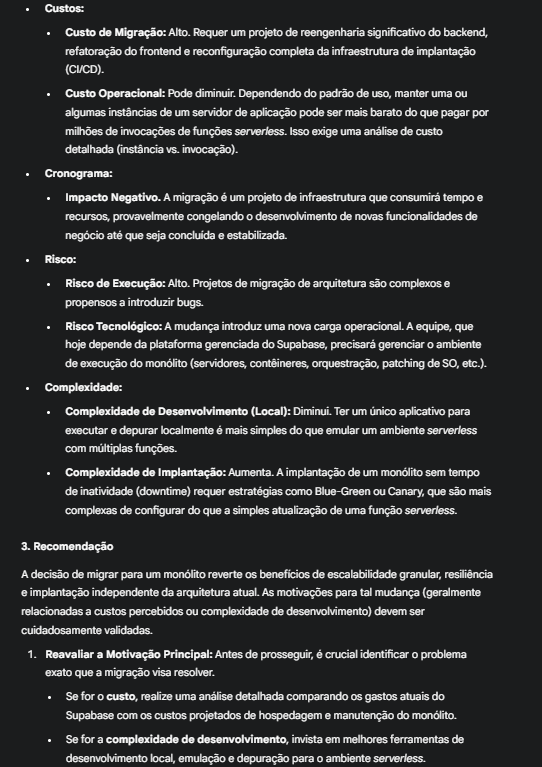 • Custos:
• Custo de Migração: Alto. Requer um projeto de reengenharia significativo do backend,
refatoração do frontend e reconfiguração completa da infraestrutura de implantação
(CI/CD).
• Custo Operacional: Pode diminuir. Dependendo do padrão de uso, manter uma ou
algumas instâncias de um servidor de aplicação pode ser mais barato do que pagar por
milhões de invocações de funções serverless. Isso exige uma análise de custo
detalhada (instância vs. invocação).
• Cronograma:
• Impacto Negativo. A migração é um projeto de infraestrutura que consumirá tempo e
recursos, provavelmente congelando o desenvolvimento de novas funcionalidades de
negócio até que seja concluída e estabilizada.
• Risco:
• Risco de Execução: Alto. Projetos de migração de arquitetura são complexos e
propensos a introduzir bugs.
• Risco Tecnológico: A mudança introduz uma nova carga operacional. A equipe, que
hoje depende da plataforma gerenciada do Supabase, precisará gerenciar o ambiente
de execução do monólito (servidores, contêineres, orquestração, patching de SO, etc.).
• Complexidade:
• Complexidade de Desenvolvimento (Local): Diminui. Ter um único aplicativo para
executar e depurar localmente é mais simples do que emular um ambiente serverless
com múltiplas funções.
• Complexidade de Implantação: Aumenta. A implantação de um monólito sem tempo
de inatividade (downtime) requer estratégias como Blue-Green ou Canary, que são mais
complexas de configurar do que a simples atualização de uma função serverless.
3. Recomendação
A decisão de migrar para um monólito reverte os benefícios de escalabilidade granular, resiliência
e implantação independente da arquitetura atual. As motivações para tal mudança (geralmente
relacionadas a custos percebidos ou complexidade de desenvolvimento) devem ser
cuidadosamente validadas.
1. Reavaliar a Motivação Principal: Antes de prosseguir, é crucial identificar o problema
exato que a migração visa resolver.
• Se for o custo, realize uma análise detalhada comparando os gastos atuais do
Supabase com os custos projetados de hospedagem e manutenção do monólito.
• Se for a complexidade de desenvolvimento, invista em melhores ferramentas de
desenvolvimento local, emulação e depuração para o ambiente serverless.